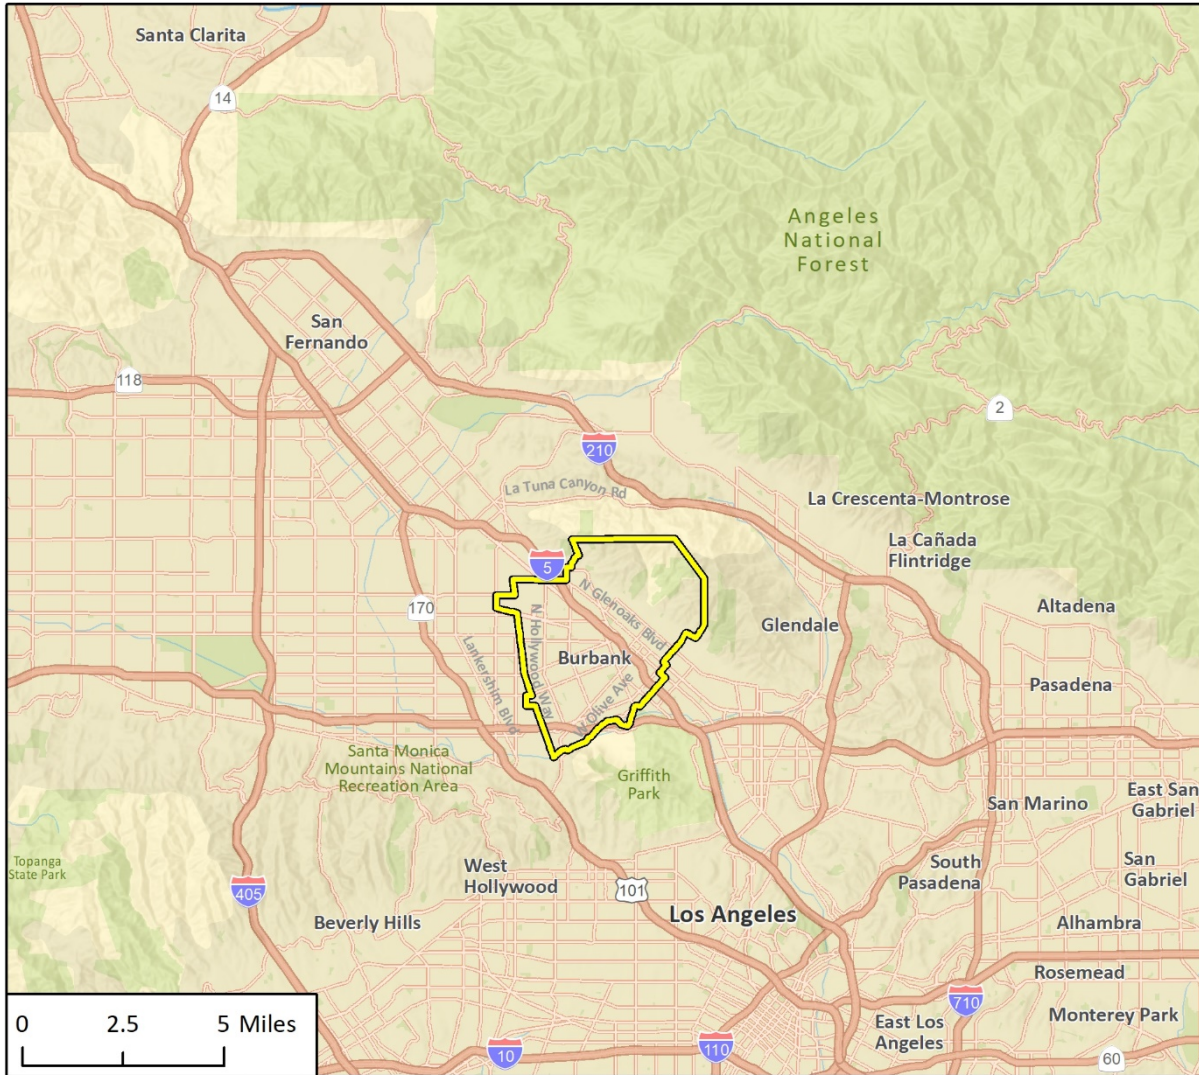 Santa Clarita
14
Angeles
National
Forest
San
Fernando
118
2
210
La Tuna Canyon Rd
La Crescenta-Montrose
La Cañada
Flintridge
5
N Glenoaks Blvd
170
N Hollywood Way
Lankershim Blvd
Altadena
Glendale
Burbank
W Olive Ave
Pasadena
Santa Monica
Mountains National
Recreation Area
Griffith
Park
San Marino
East San
Gabriel
Topanga
State Park
West
Hollywood
South
Pasadena
San
Gabriel
405
101
Beverly Hills
Los Angeles
Alhambra
Rosemead
710
0 2.5 5 Miles
East Los
Angeles
Monterey Park
10
110
60